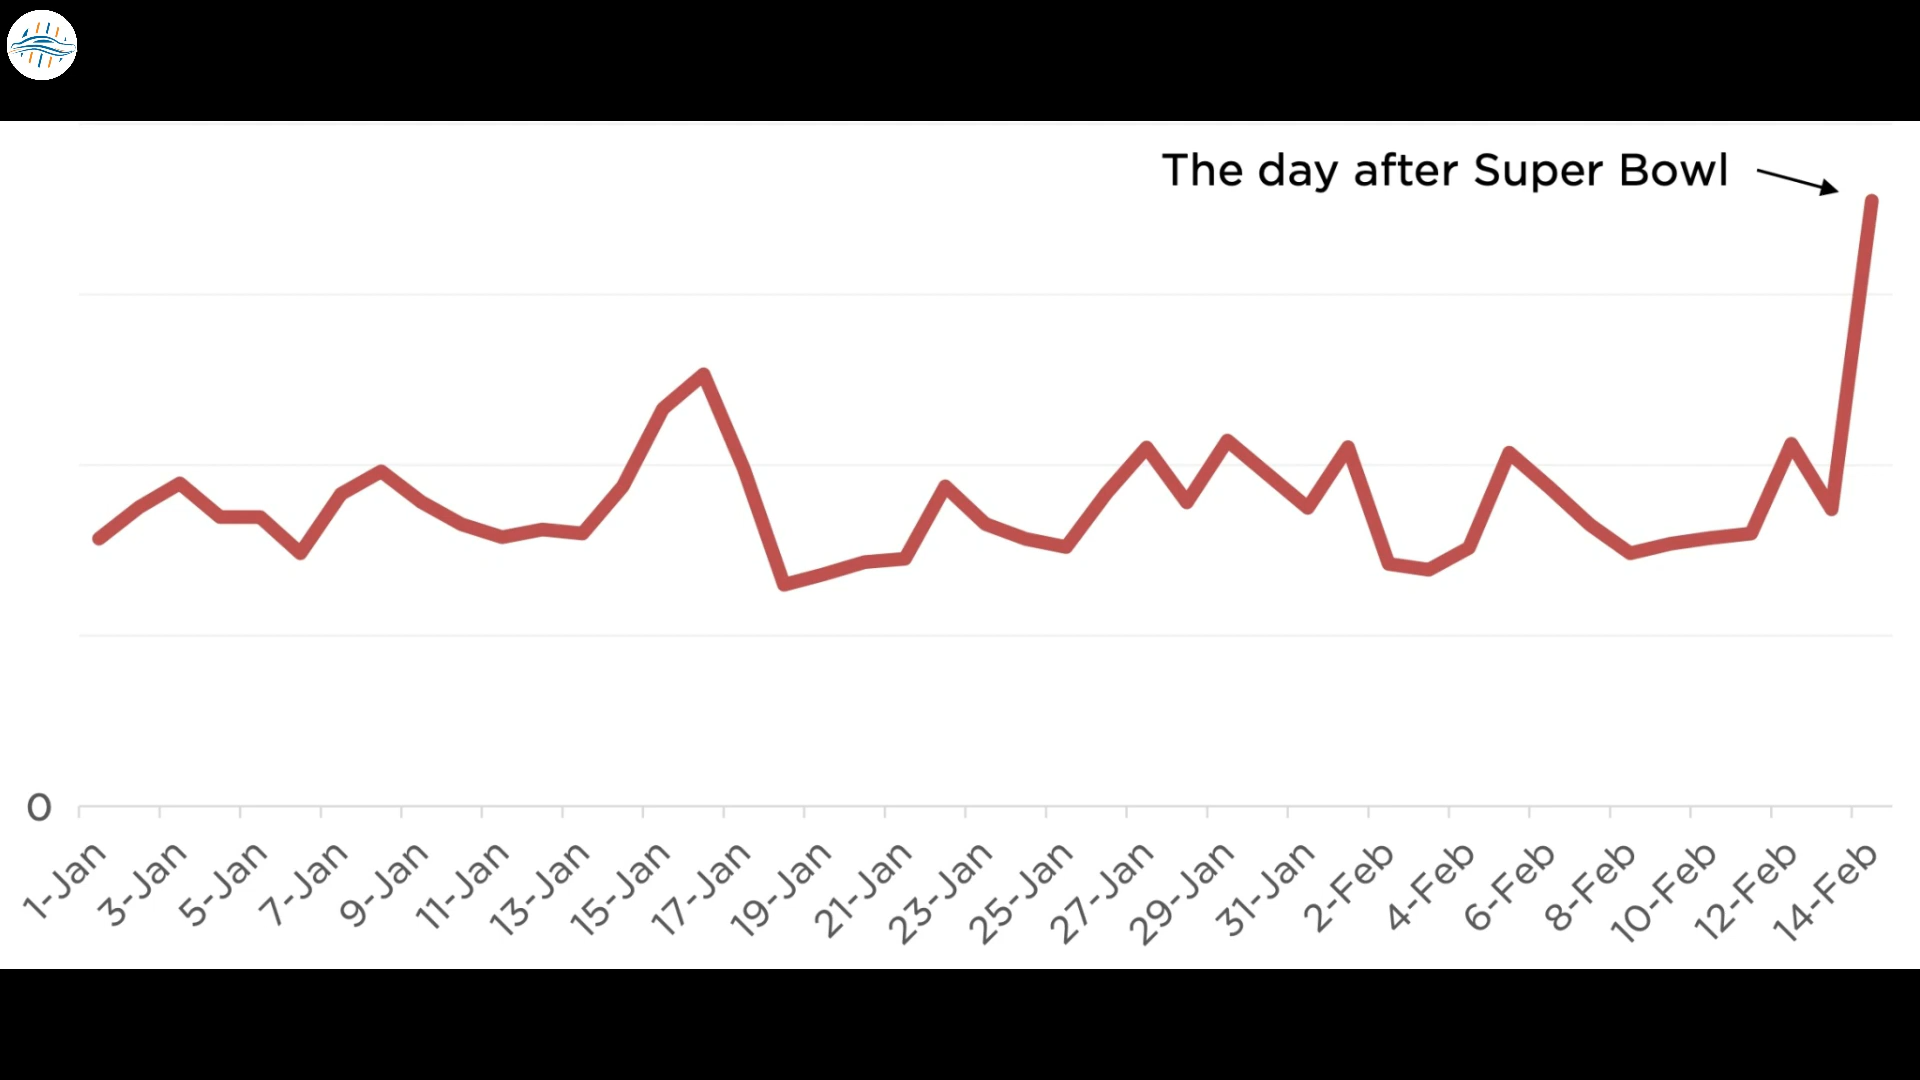 The day after Super Bowl
0
1-Jan
3-Jan
5-Jan
7-Jan
9-Jan
11-Jan
13-Jan
15-Jan
17-Jan
19-Jan
21-Jan
23-Jan
25-Jan
27-Jan
29-Jan
31-Jan
2-Feb
4-Feb
6-Feb
8-Feb
10-Feb
12-Feb
14-Feb